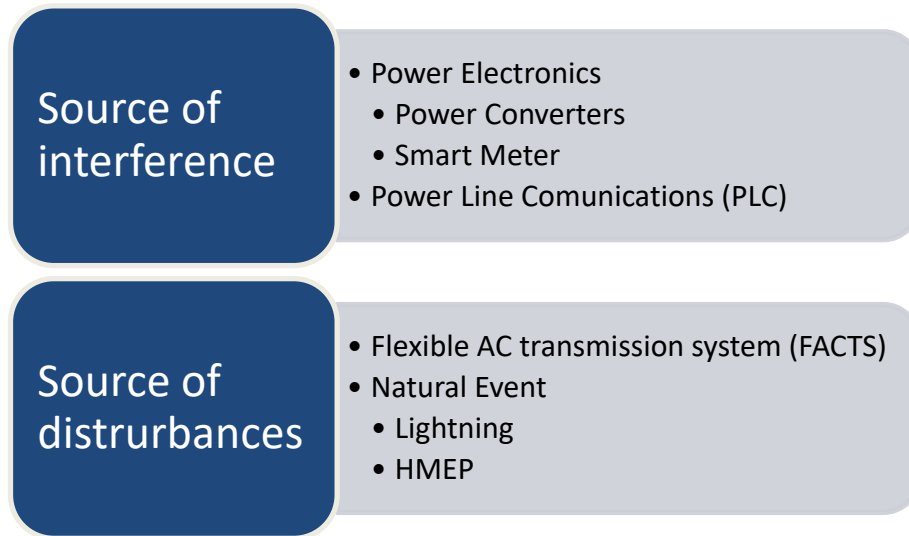 Source of
interference
• Power Electronics
• Power Converters
• Smart Meter
• Power Line Comunications (PLC)
Source of
distrurbances
• Flexible AC transmission system (FACTS)
• Natural Event
• Lightning
• HMEP